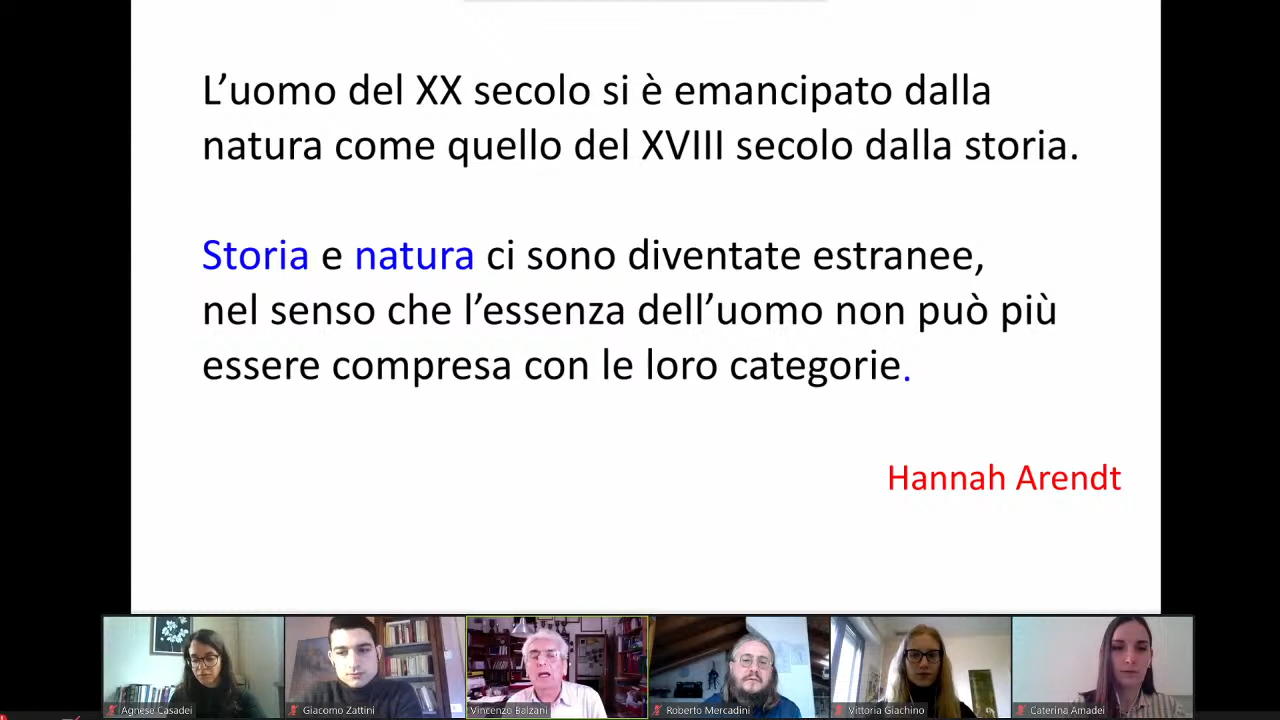 L’uomo del XX secolo si è emancipato dalla
natura come quello del XVIII secolo dalla storia.
Storia e natura ci sono diventate estranee,
nel senso che l’essenza dell’uomo non può più
essere compresa con le loro categorie.
Hannah Arendt
Agnese Casadei
Giacomo Zattini
Vincenzo Balzani
Roberto Mercadini
Vittoria Giachino
Caterina Amadei